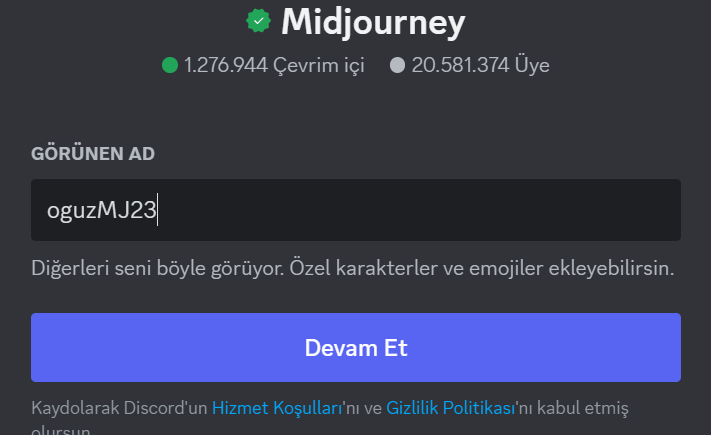 Midjourney
1.276.944 Çevrim içi 20.581.374 Üye
GÖRÜNEN AD
oguzMJ23
Diğerleri seni böyle görüyor. Özel karakterler ve emojiler ekleyebilirsin.
Devam Et
Kaydolarak Discord'un Hizmet Koşulları'nı ve Gizlilik Politikası'nı kabul etmiş
olursun.